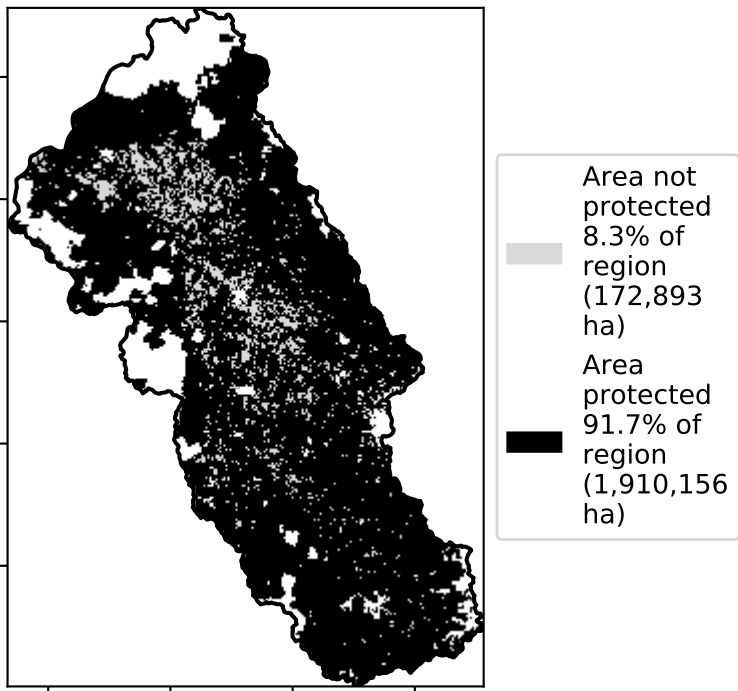 Area not
protected
8.3% of
region
(172,893
ha)
Area
protected
91.7% of
region
(1,910,156
ha)